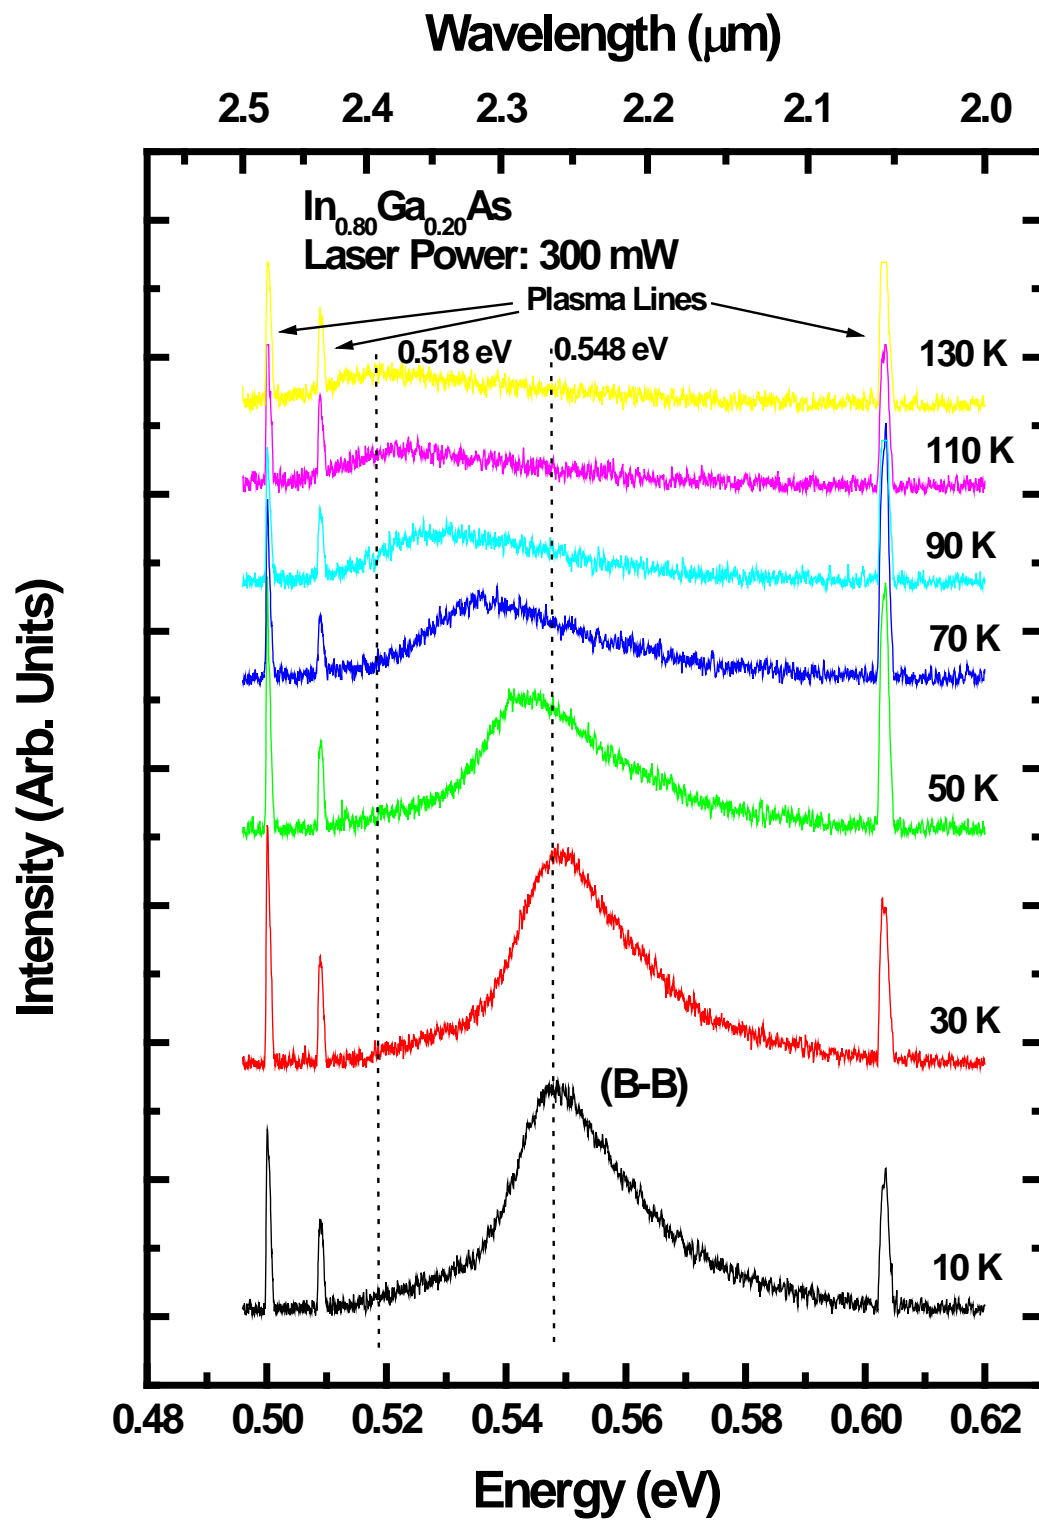 Wavelength (μm)
2.5 2.4 2.3 2.2 2.1 2.0
In0.80Ga0.20As
Laser Power: 300 mW
Plasma Lines
0.518 eV 0.548 eV
130 K
110 K
90 K
70 K
50 K
30 K
(B-B)
10 K
Intensity (Arb. Units)
0.48 0.50 0.52 0.54 0.56 0.58 0.60 0.62
Energy (eV)